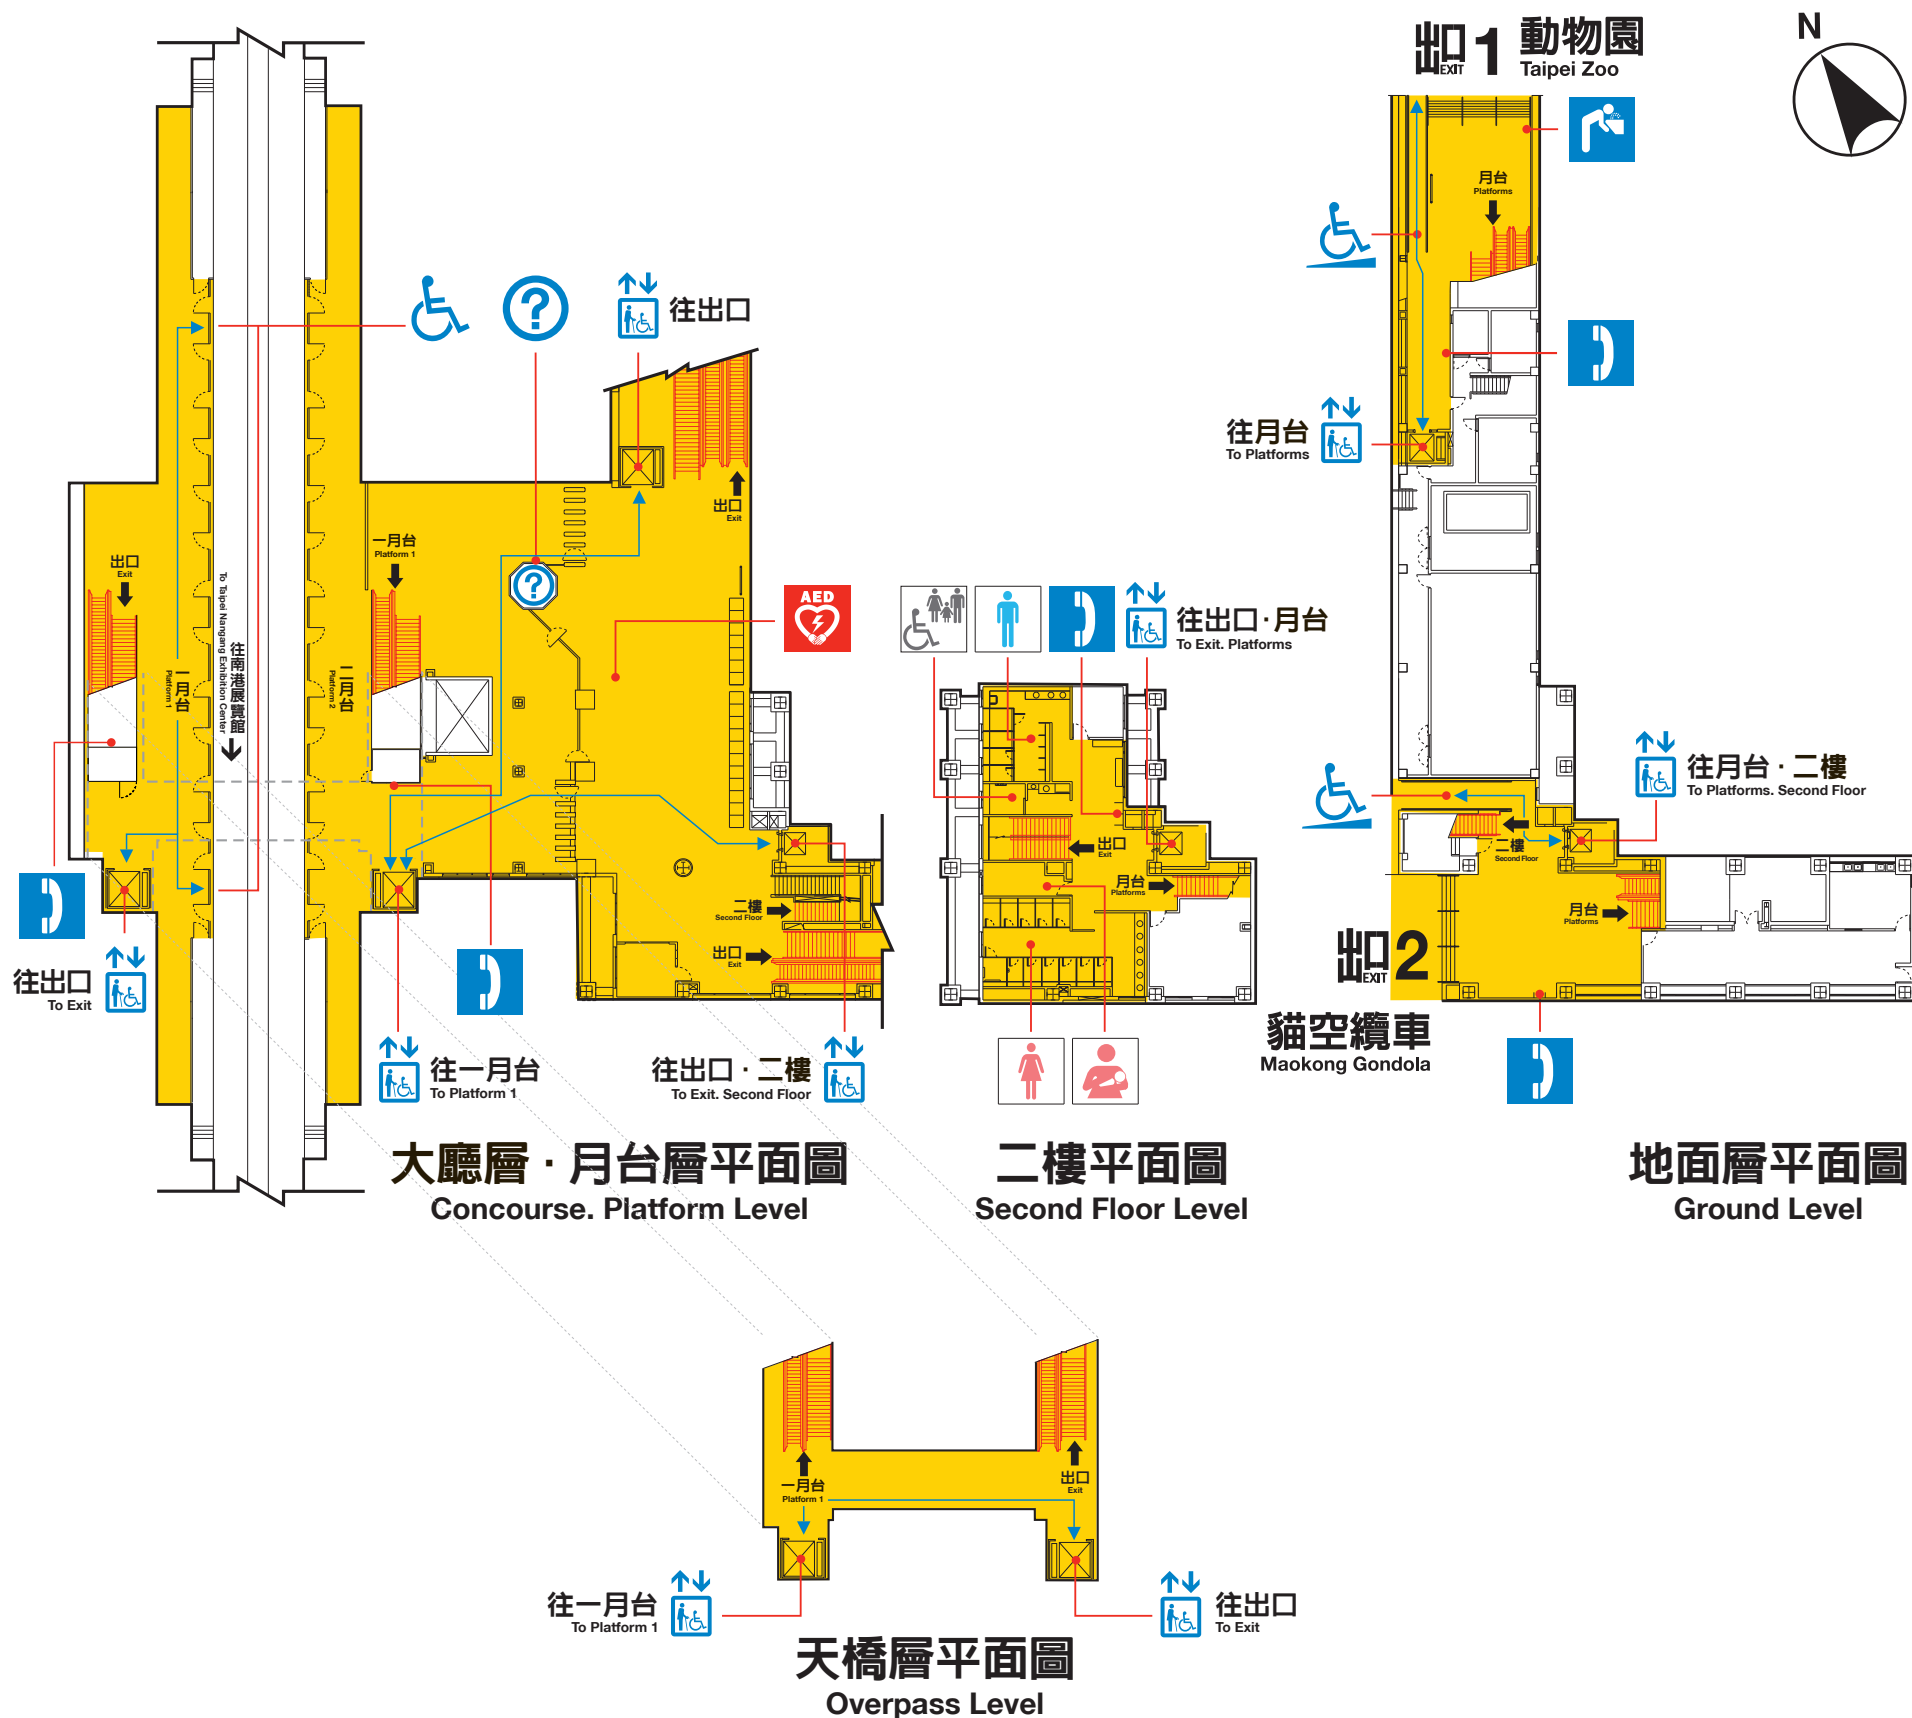 出口 EXIT 1 動物園
Taipei Zoo
N
月台
Platforms
往出口
往月台
To Platforms
出口
Exit
一月台
Platform 1
出口
Exit
AED
往出口·月台
To Exit. Platforms
To Taipei Nangang Exhibition Center
往南港展覽館
一月台
Platform 1
二月台
Platform 2
往月台·二樓
To Platforms. Second Floor
出口
Exit
二樓
Second Floor
月台
Platforms
二樓
Second Floor
月台
Platforms
出口
Exit
出口 EXIT 2
貓空纜車
Maokong Gondola
往出口
To Exit
往一月台
To Platform 1
往出口·二樓
To Exit. Second Floor
大廳層·月台層平面圖
Concourse. Platform Level
二樓平面圖
Second Floor Level
地面層平面圖
Ground Level
一月台
Platform 1
出口
Exit
往一月台
To Platform 1
往出口
To Exit
天橋層平面圖
Overpass Level